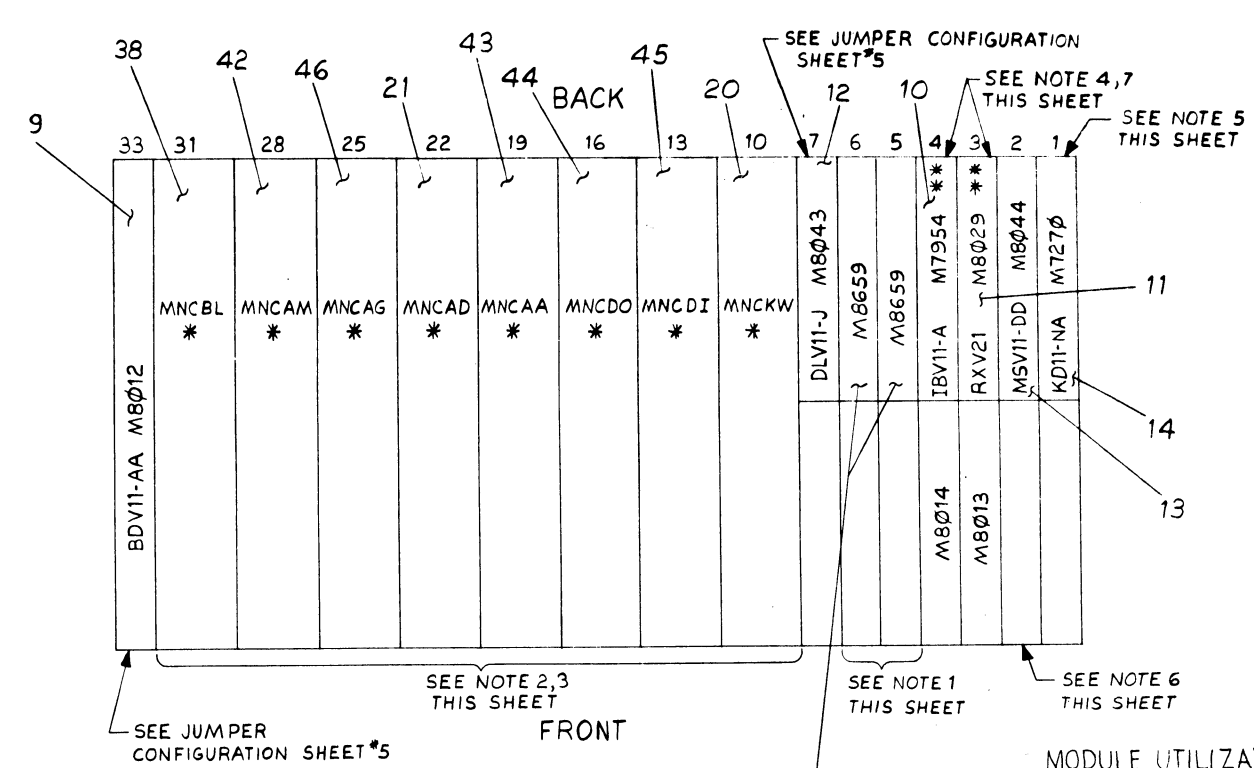 38 42 46 21 43 44 45 20
SEE JUMPER CONFIGURATION
SHEET #5
12 10
SEE NOTE 4,7
THIS SHEET
SEE NOTE 5
THIS SHEET
9
BACK
33 31 28 25 22 19 16 13 10 7 6 5 4 3 2 1
BDV11-AA M8Ø12
MNCBL
*
MNCAM
*
MNCAG
*
MNCAD
*
MNCAA
*
MNCDO
*
MNCDI
*
MNCKW
*
DLV11-J M8Ø43
M8659
M8659
IBV11-A M7954 **
M8Ø14
RXV21 M8Ø29 **
M8Ø13
MSV11-DD M8Ø44
KD11-NA M727Ø
11
14
13
SEE NOTE 2,3
THIS SHEET
SEE NOTE 1
THIS SHEET
SEE NOTE 6
THIS SHEET
FRONT
SEE JUMPER
CONFIGURATION SHEET #5
MODULE UTILIZA